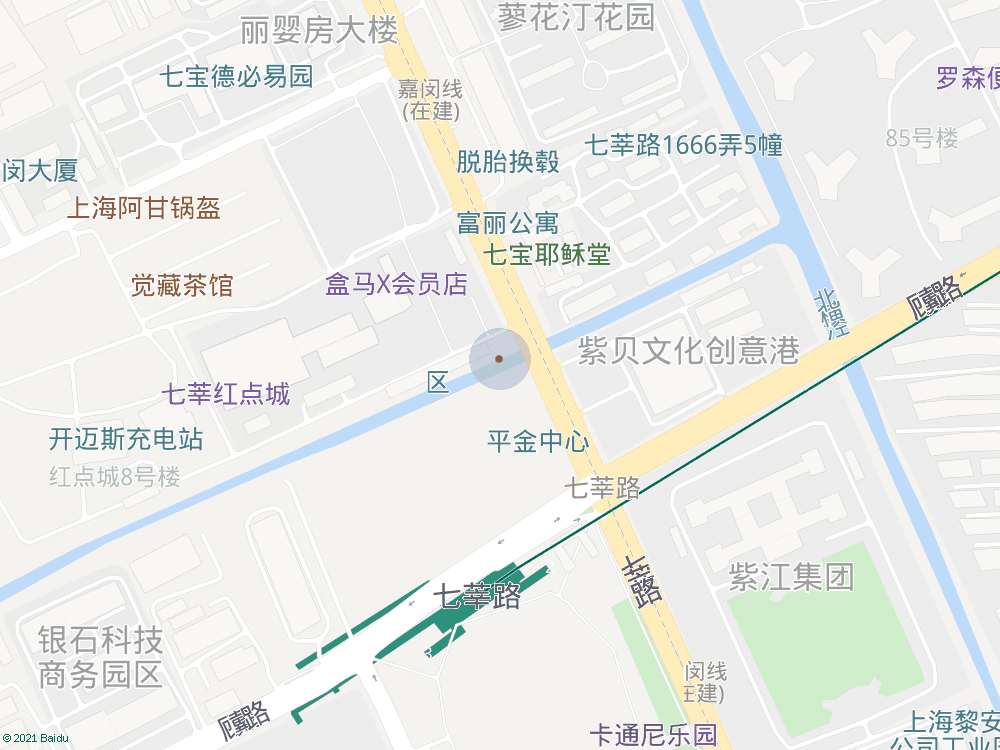 丽婴房大楼
蓼花汀花园
七宝德必易园
罗森便
嘉闵线
(在建)
85号楼
七莘路1666弄5幢
脱胎换毂
闵大厦
上海阿甘锅盔
富丽公寓
七宝耶稣堂
觉藏茶馆
盒马X会员店
顾戴路
紫贝文化创意港
区
七莘红点城
开迈斯充电站
平金中心
红点城8号楼
七莘路
七莘路
紫江集团
七莘路
银石科技
商务园区
闵线
建)
顾戴路
卡通尼乐园
上海黎安
公司工业
© 2021 Baidu